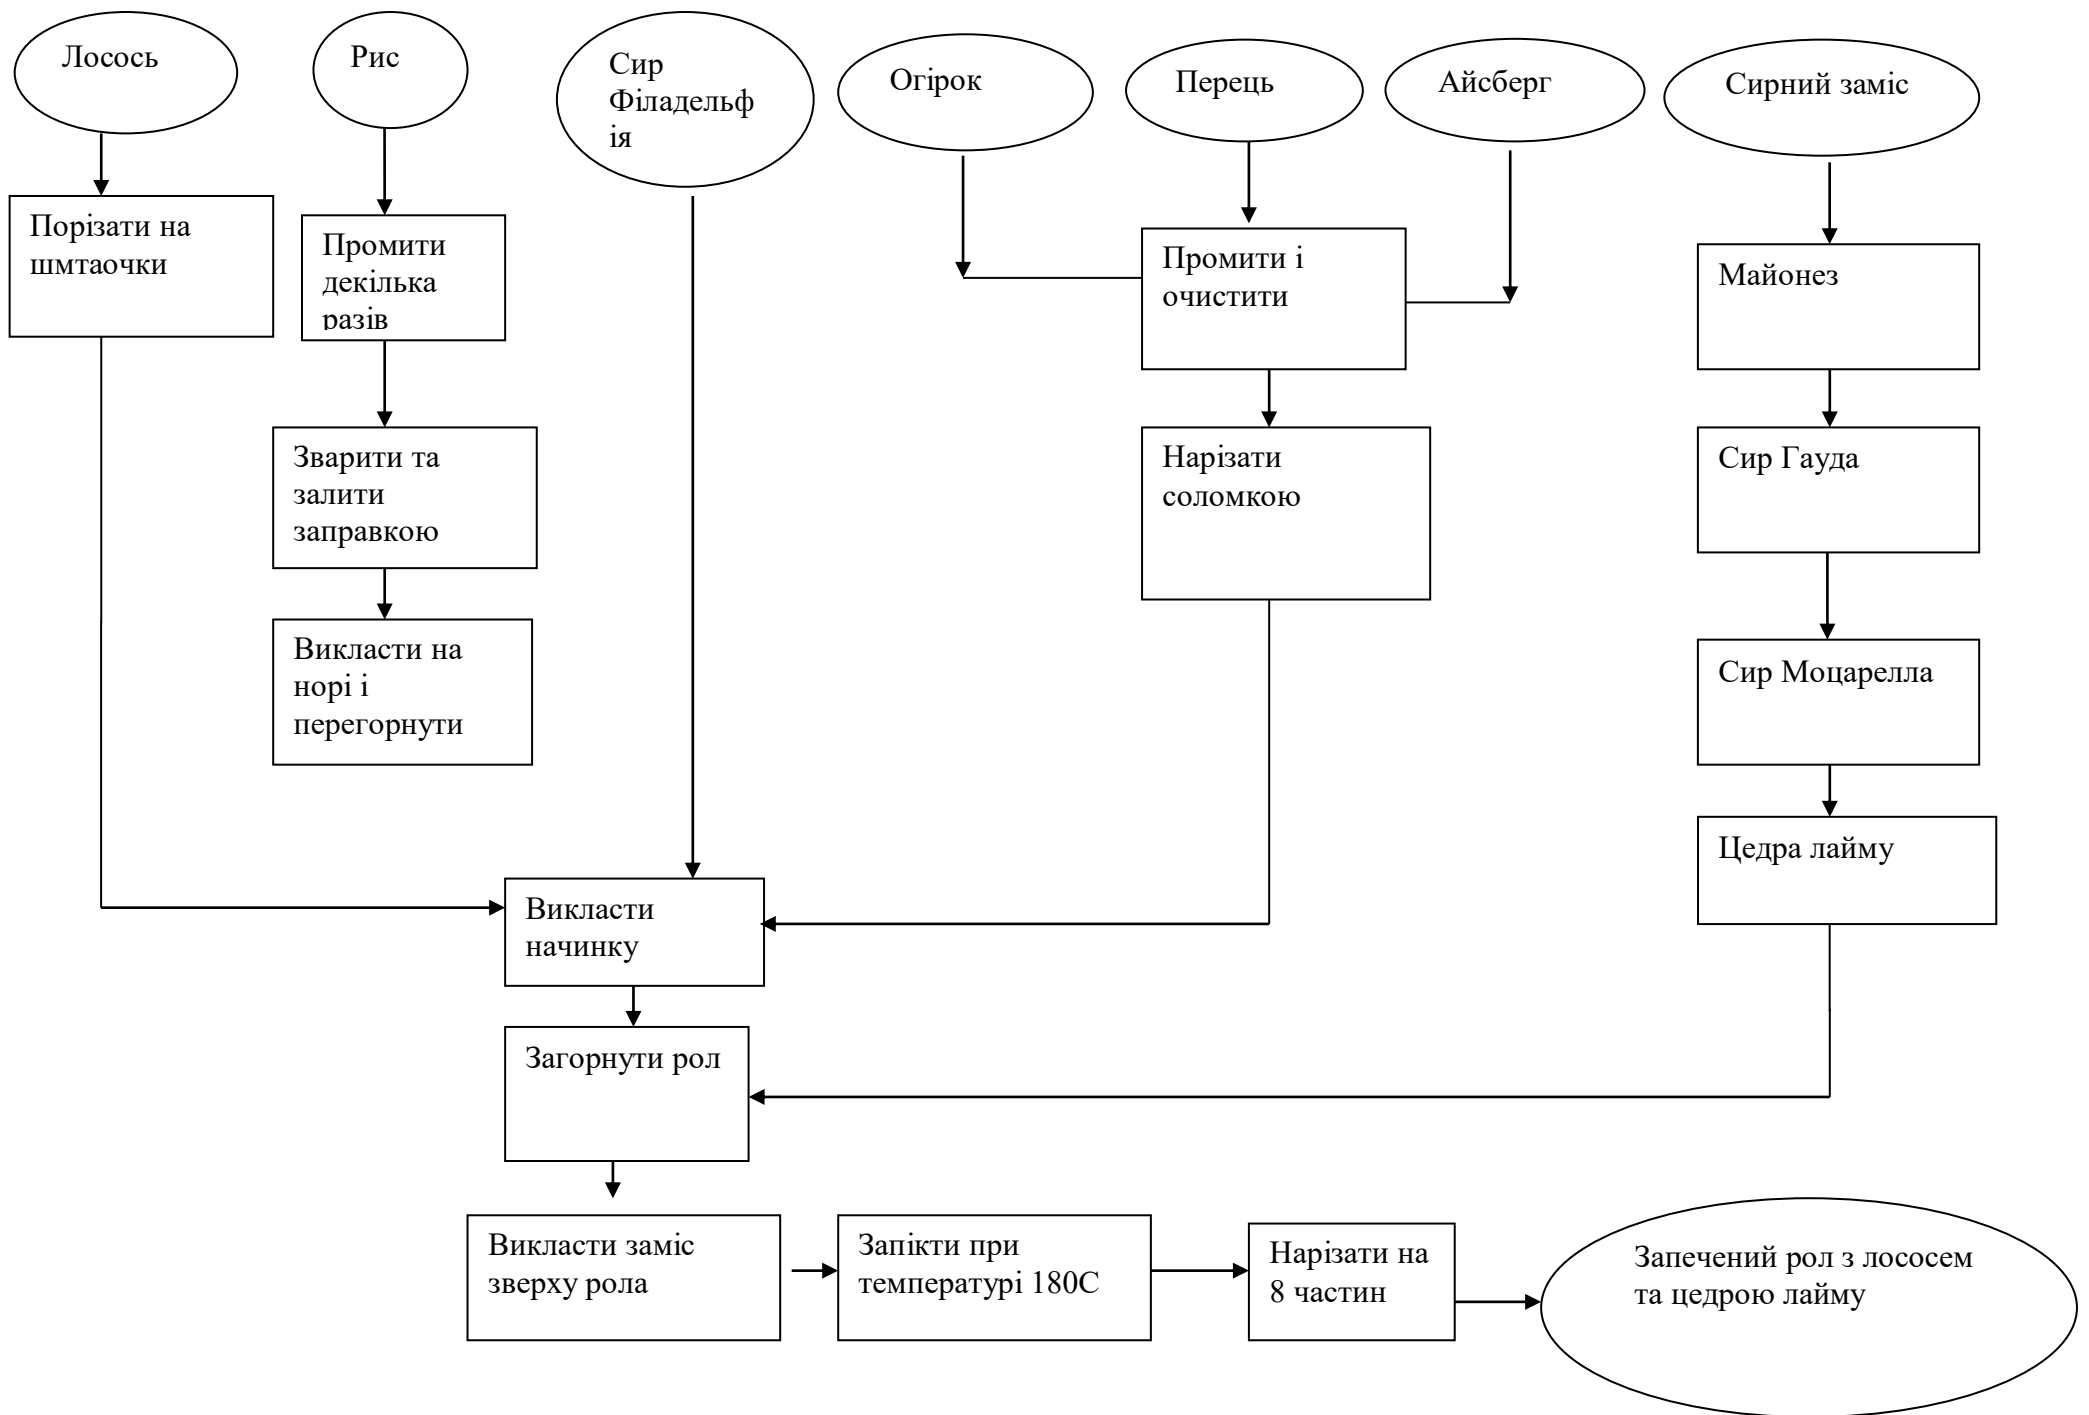 Лосось
Рис
Сир
Філадельф
ія
Огірок
Перець
Айсберг
Сирний заміс
Порізати на
шмтаочки
Промити
декілька
разів
Промити і
очистити
Майонез
Зварити та
залити
заправкою
Нарізати
соломкою
Сир Гауда
Викласти на
норі і
перегорнути
Сир Моцарелла
Цедра лайму
Викласти
начинку
Загорнути рол
Викласти заміс
зверху рола
Запікти при
температурі 180С
Нарізати на
8 частин
Запечений рол з лососем
та цедрою лайму